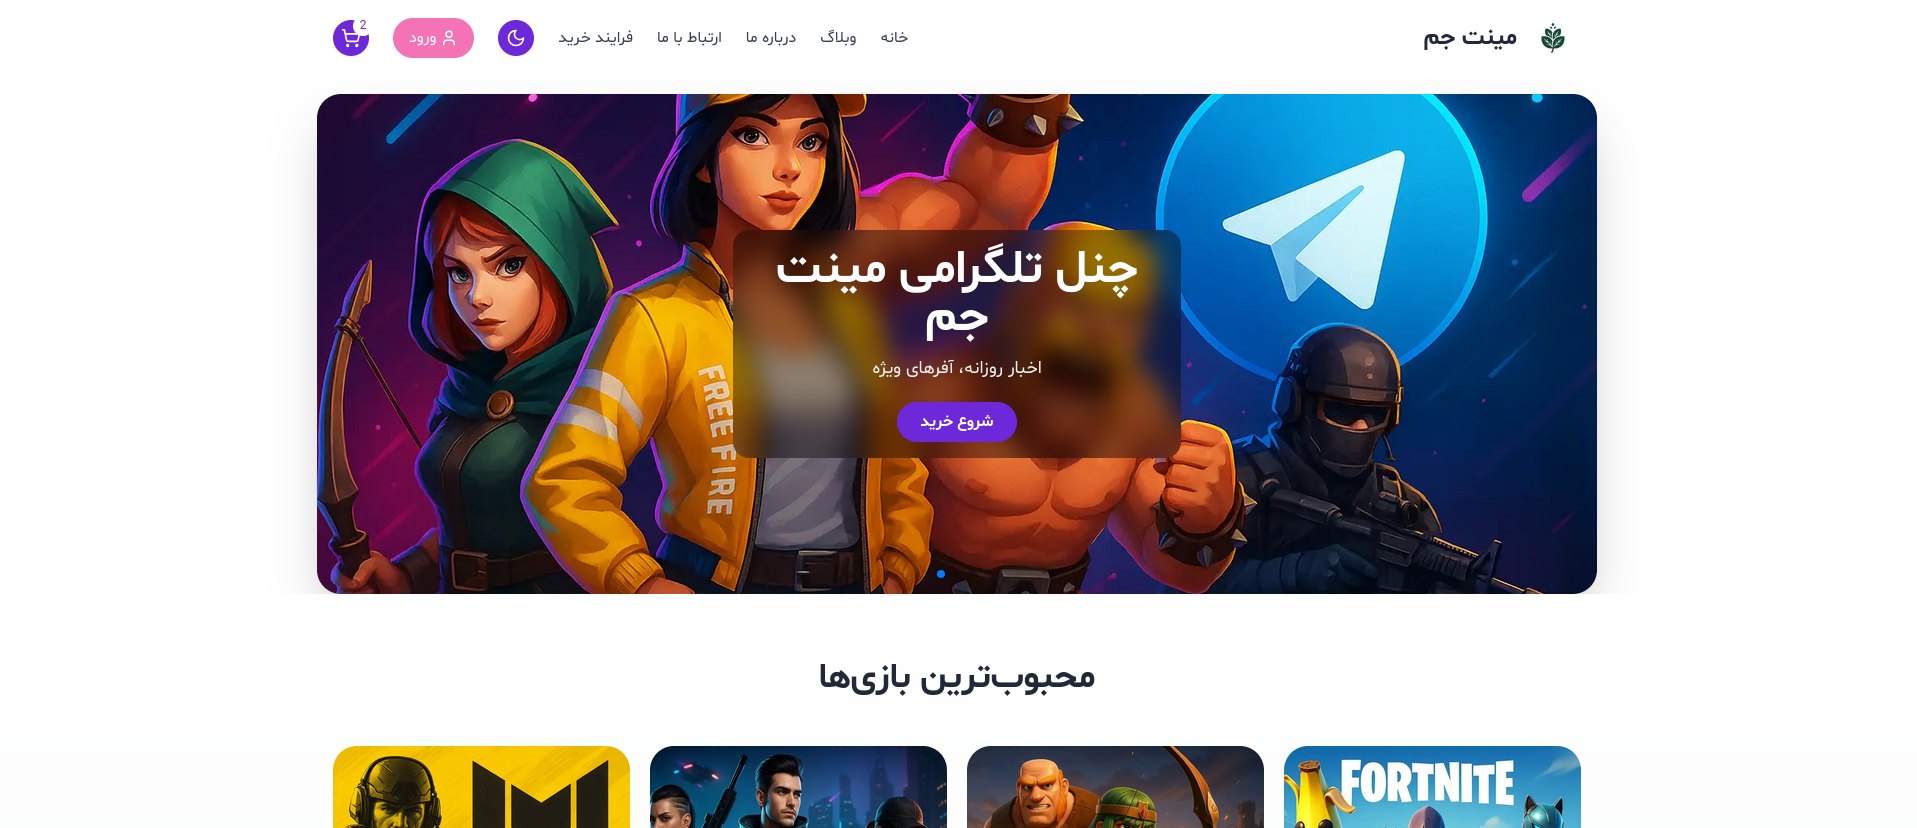 مینت جم
خانه
وبلاگ
درباره ما
ارتباط با ما
فرایند خرید
ورود
2
چنل تلگرامی مینت
جم
اخبار روزانه، آفرهای ویژه
شروع خرید
FREE FIRE
محبوب‌ترین بازی‌ها
FORTNITE